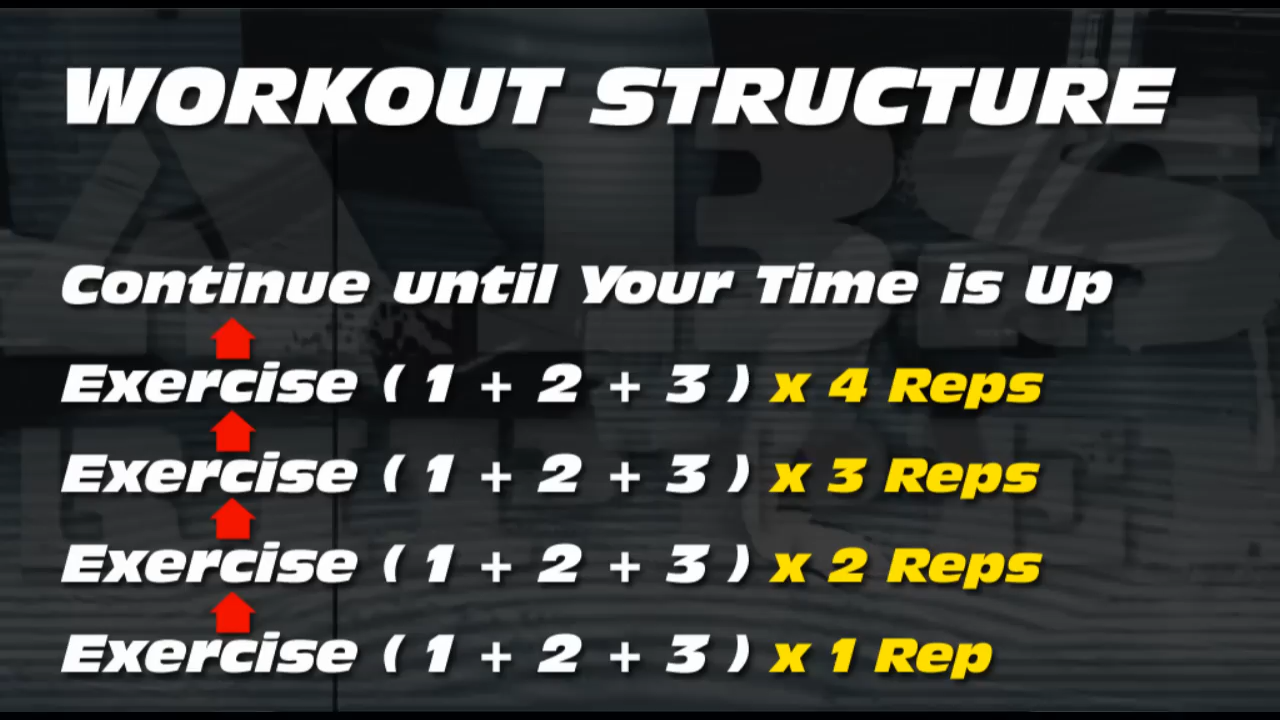 WORKOUT STRUCTURE
Continue until Your Time is Up
Exercise ( 1 + 2 + 3 ) x 4 Reps
Exercise ( 1 + 2 + 3 ) x 3 Reps
Exercise ( 1 + 2 + 3 ) x 2 Reps
Exercise ( 1 + 2 + 3 ) x 1 Rep